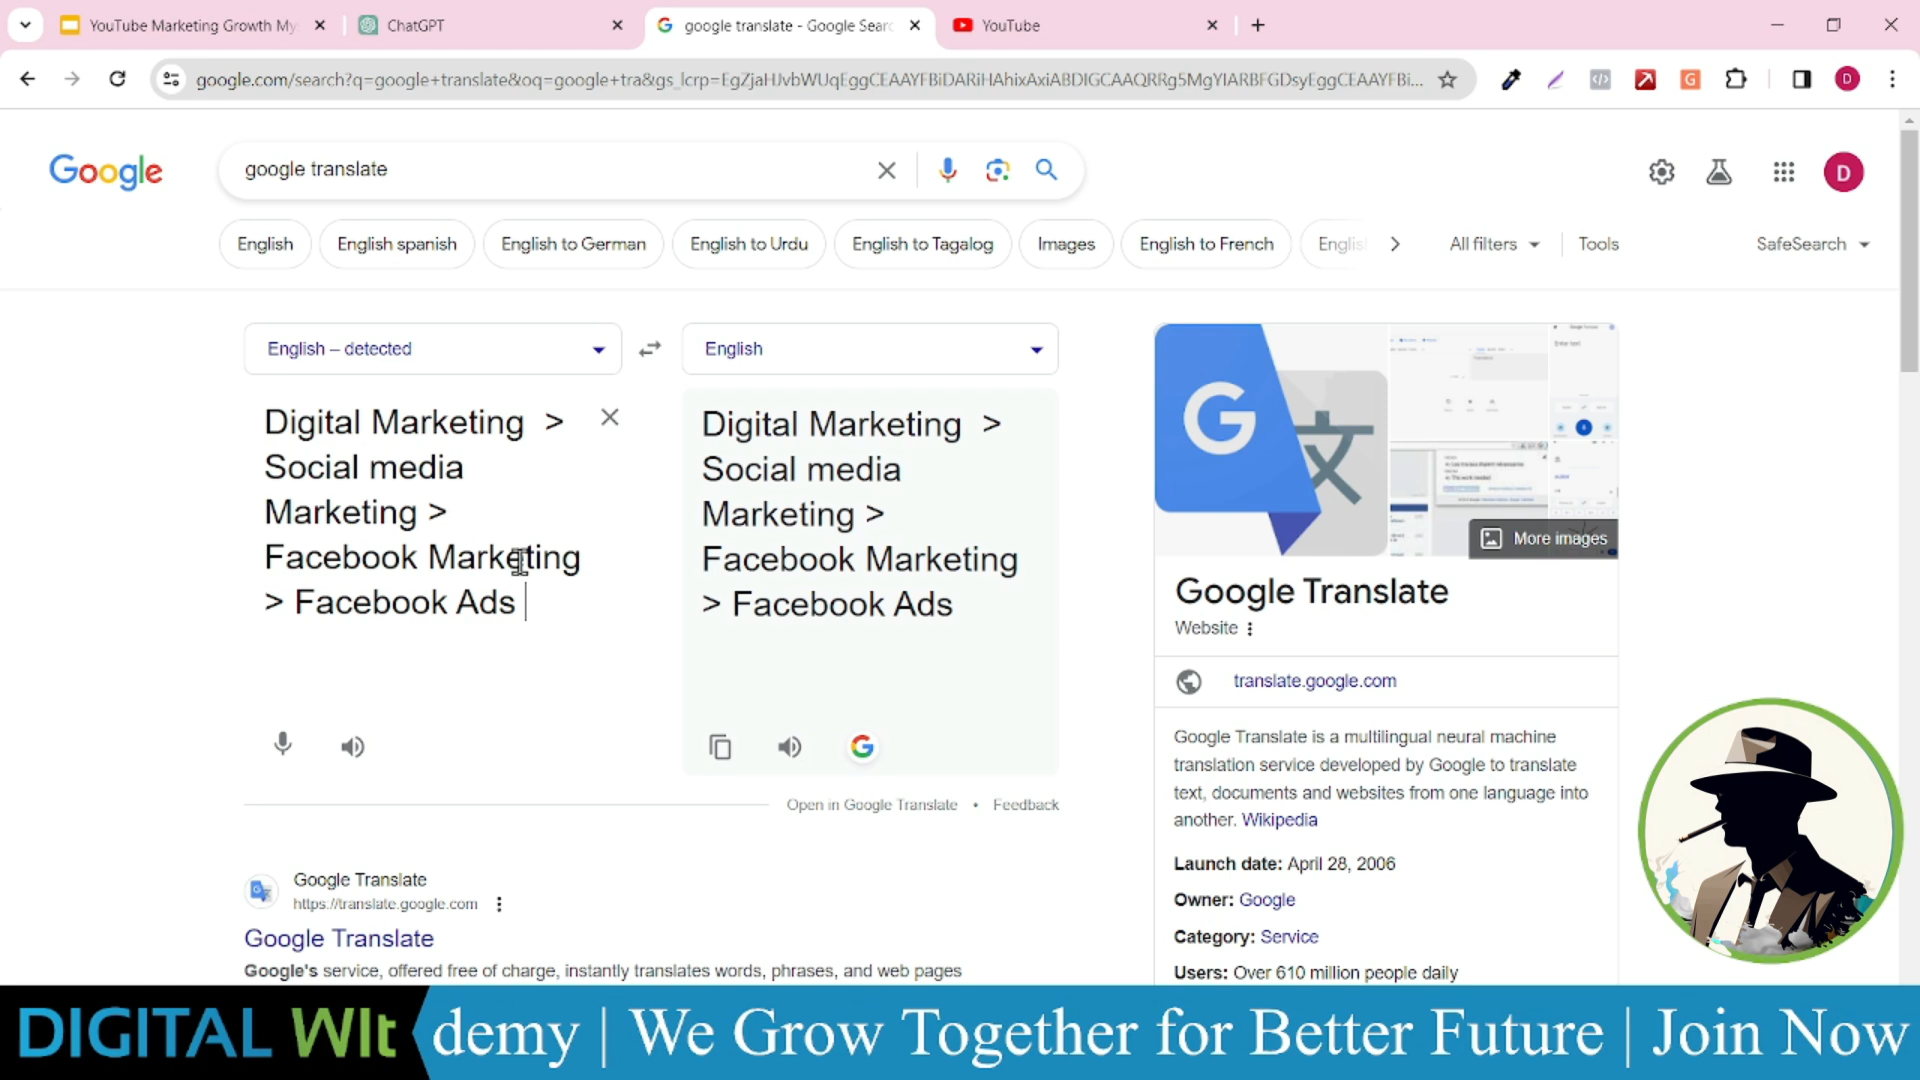 YouTube Marketing Growth My
ChatGPT
google translate - Google Searc
YouTube
google.com/search?q=google+translate&oq=google+tra&gs_lcrp=EgZjaHJvbWUqEggCEAAYFBiDARiHAhixAxiABDIGCAAQRRg5MgYIARBFGDsyEggCEAAYFBi...
D
Google
google translate
D
English
English spanish
English to German
English to Urdu
English to Tagalog
Images
English to French
Englis
All filters
Tools
SafeSearch
English – detected
English
Digital Marketing >
Social media
Marketing >
Facebook Marketing
> Facebook Ads
Digital Marketing >
Social media
Marketing >
Facebook Marketing
> Facebook Ads
Open in Google Translate • Feedback
G
文
More images
Google Translate
Website
translate.google.com
Google Translate is a multilingual neural machine
translation service developed by Google to translate
text, documents and websites from one language into
another. Wikipedia
Launch date: April 28, 2006
Owner: Google
Category: Service
Users: Over 610 million people daily
Google Translate
https://translate.google.com
Google Translate
Google's service, offered free of charge, instantly translates words, phrases, and web pages
DIGITAL WIt
demy | We Grow Together for Better Future | Join Now